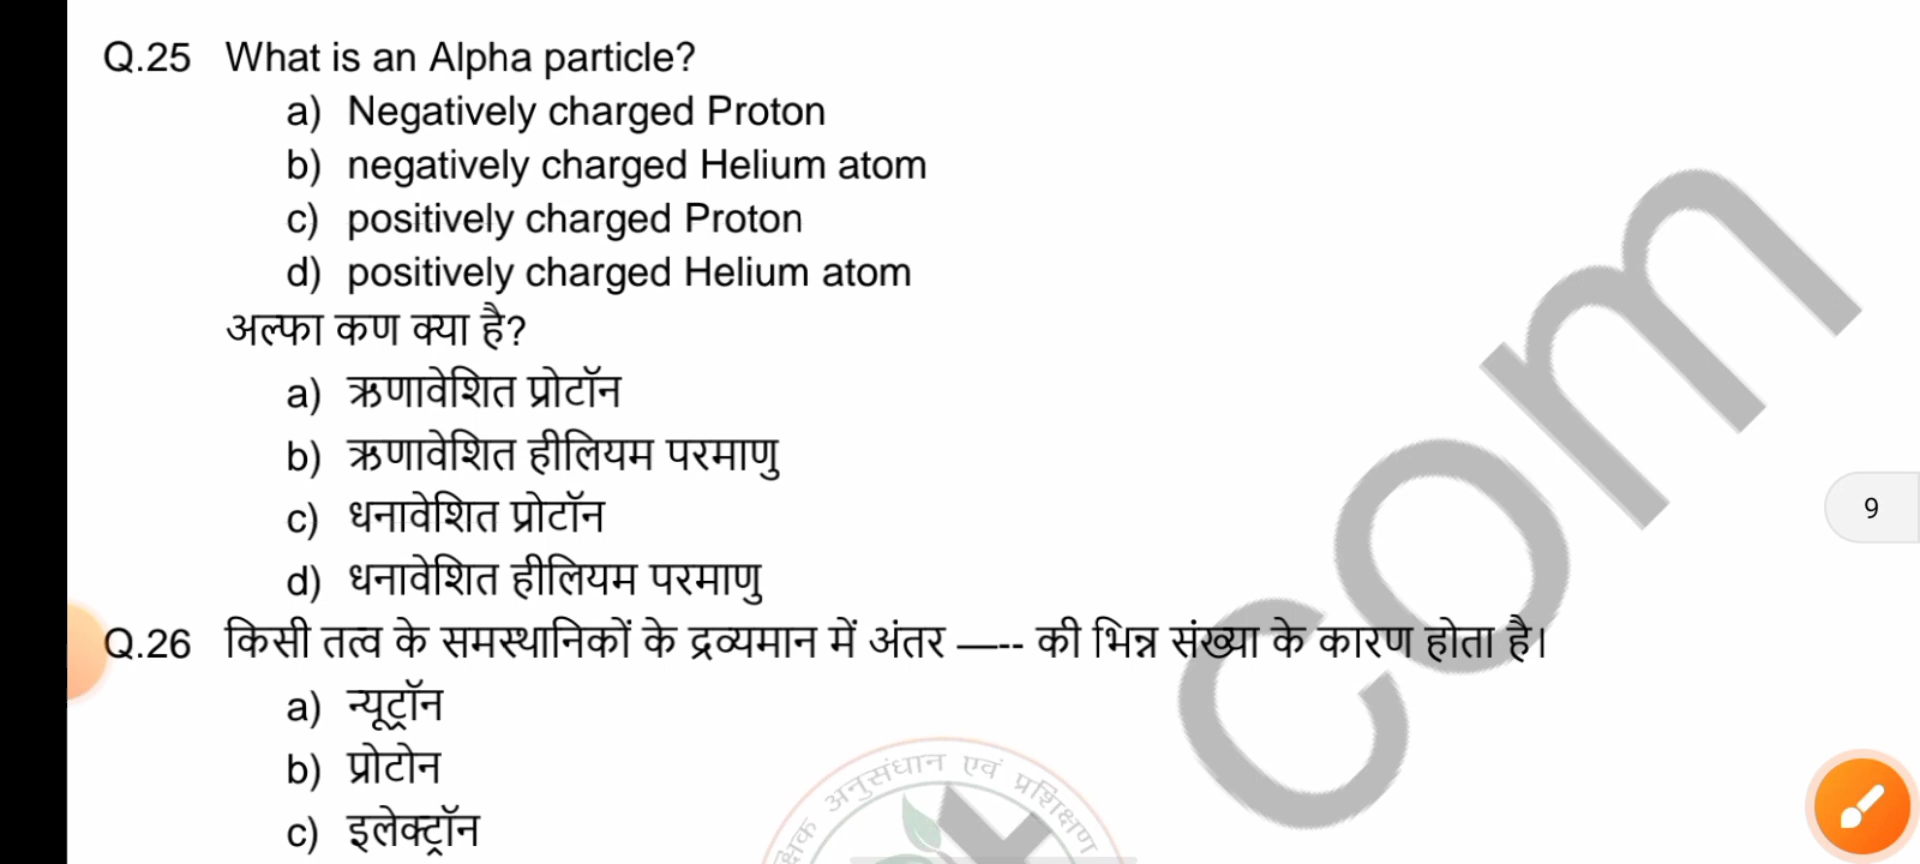 Q.25 What is an Alpha particle?
a) Negatively charged Proton
b) negatively charged Helium atom
c) positively charged Proton
d) positively charged Helium atom
अल्फा कण क्या है?
a) ऋणावेशित प्रोटॉन
b) ऋणावेशित हीलियम परमाणु
c) धनावेशित प्रोटॉन
d) धनावेशित हीलियम परमाणु
Q.26 किसी तत्व के समस्थानिकों के द्रव्यमान में अंतर —-- की भिन्न संख्या के कारण होता है।
a) न्यूट्रॉन
b) प्रोटोन
c) इलेक्ट्रॉन
9
com
अनुसंधान एवं प्रशिक्षण